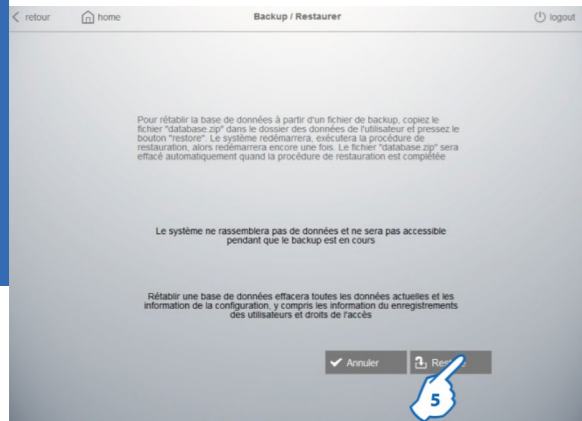 retour home Backup / Restaurer logout
Pour rétablir la base de données à partir d'un fichier de backup, copiez le
fichier "database.zip" dans le dossier des données de l'utilisateur et pressez le
bouton "restore". Le système redémarrera, exécutera la procédure de
restauration, alors redémarrera encore une fois. Le fichier "database.zip" sera
effacé automatiquement quand la procédure de restauration est complétée
Le système ne rassemblera pas de données et ne sera pas accessible
pendant que le backup est en cours
Rétablir une base de données effacera toutes les données actuelles et les
information de la configuration, y compris les information du enregistrements
des utilisateurs et droits de l'accès
Annuler
5